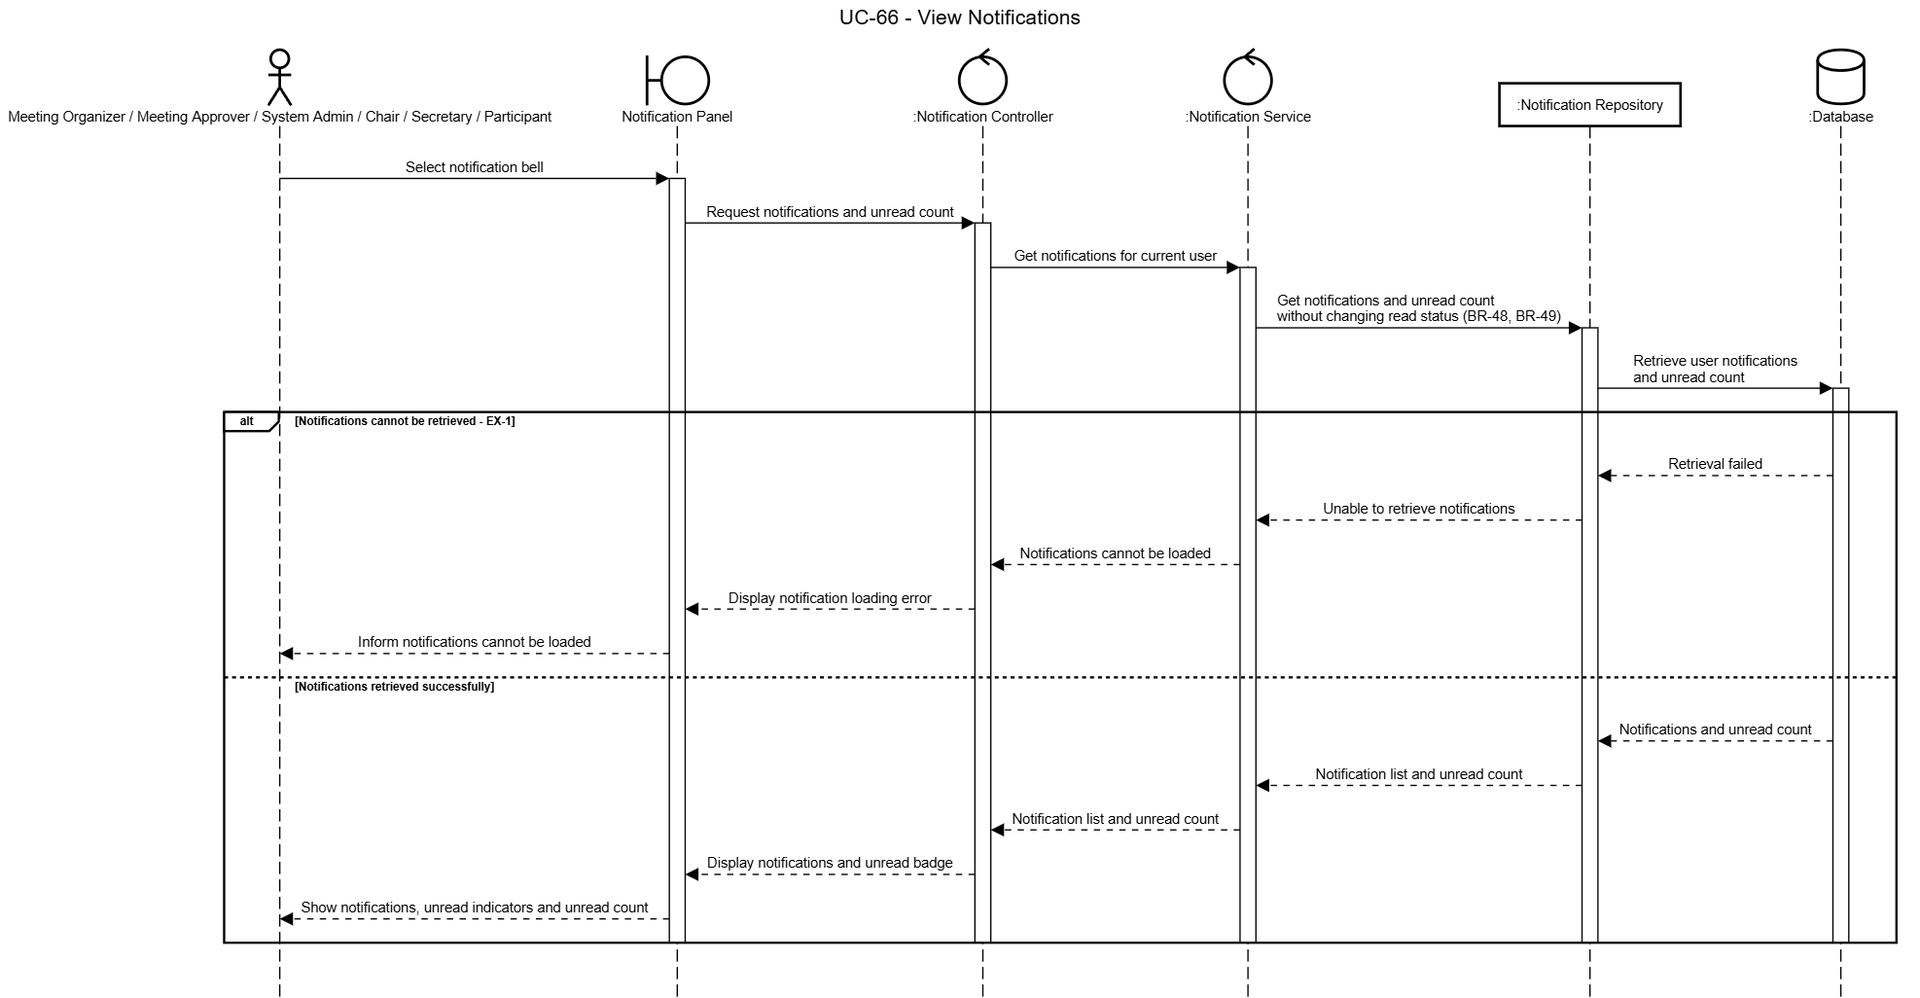 UC-66 - View Notifications
Meeting Organizer / Meeting Approver / System Admin / Chair / Secretary / Participant
Notification Panel
:Notification Controller
:Notification Service
:Notification Repository
:Database
Select notification bell
Request notifications and unread count
Get notifications for current user
Get notifications and unread count
without changing read status (BR-48, BR-49)
Retrieve user notifications
and unread count
alt
[Notifications cannot be retrieved - EX-1]
Retrieval failed
Unable to retrieve notifications
Notifications cannot be loaded
Display notification loading error
Inform notifications cannot be loaded
[Notifications retrieved successfully]
Notifications and unread count
Notification list and unread count
Notification list and unread count
Display notifications and unread badge
Show notifications, unread indicators and unread count